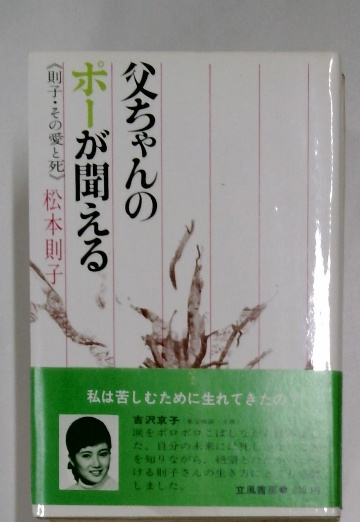 父ちゃんの
ポーが聞える
《則子・その愛と死》
松本則子
私は苦しむために生れてきたの
吉沢京子
涙をポロポロこぼしな
た。自分の未来に
を知りながら、
ける則子さんの生き方に
しました。
立風書房